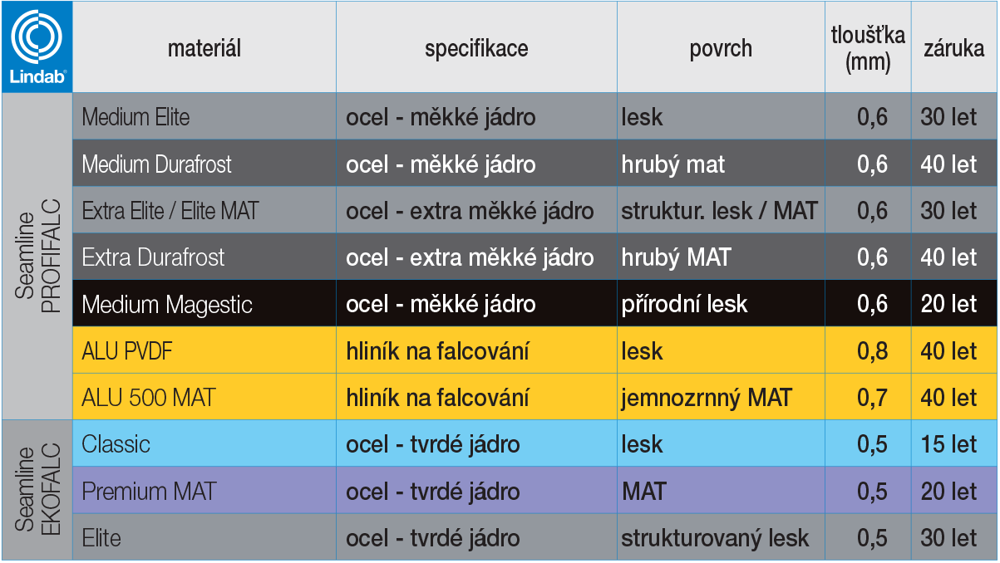 Lindab®
materiál specifikace povrch tloušťka (mm) záruka
Seamline PROFIFALC
Medium Elite ocel - měkké jádro lesk 0,6 30 let
Medium Durafrost ocel - měkké jádro hrubý mat 0,6 40 let
Extra Elite / Elite MAT ocel - extra měkké jádro struktur. lesk / MAT 0,6 30 let
Extra Durafrost ocel - extra měkké jádro hrubý MAT 0,6 40 let
Medium Magestic ocel - měkké jádro přírodní lesk 0,6 20 let
ALU PVDF hliník na falcování lesk 0,8 40 let
ALU 500 MAT hliník na falcování jemnozrnný MAT 0,7 40 let
Seamline EKOFALC
Classic ocel - tvrdé jádro lesk 0,5 15 let
Premium MAT ocel - tvrdé jádro MAT 0,5 20 let
Elite ocel - tvrdé jádro strukturovaný lesk 0,5 30 let